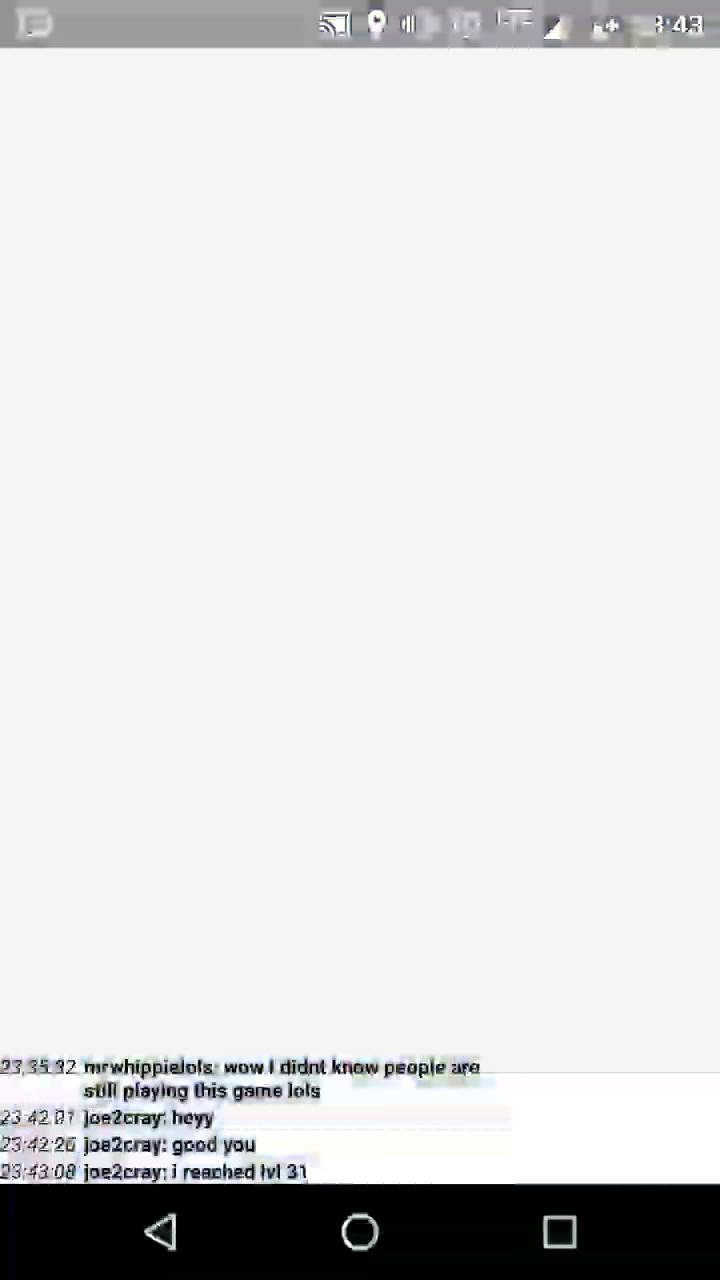 :43
23:35:32 mrwhippielols: wow I didnt know people are
still playing this game lols
23:42:01 joe2cray: heyy
23:42:26 joe2cray: good you
23:43:08 joe2cray: i reached lvl 31